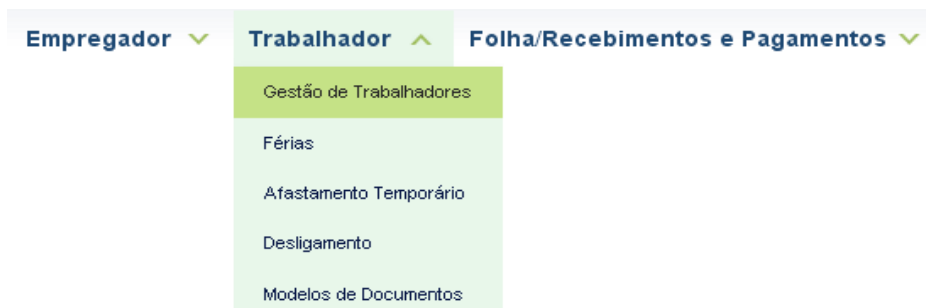 Empregador Trabalhador Folha/Recebimentos e Pagamentos
Gestão de Trabalhadores
Férias
Afastamento Temporário
Desligamento
Modelos de Documentos